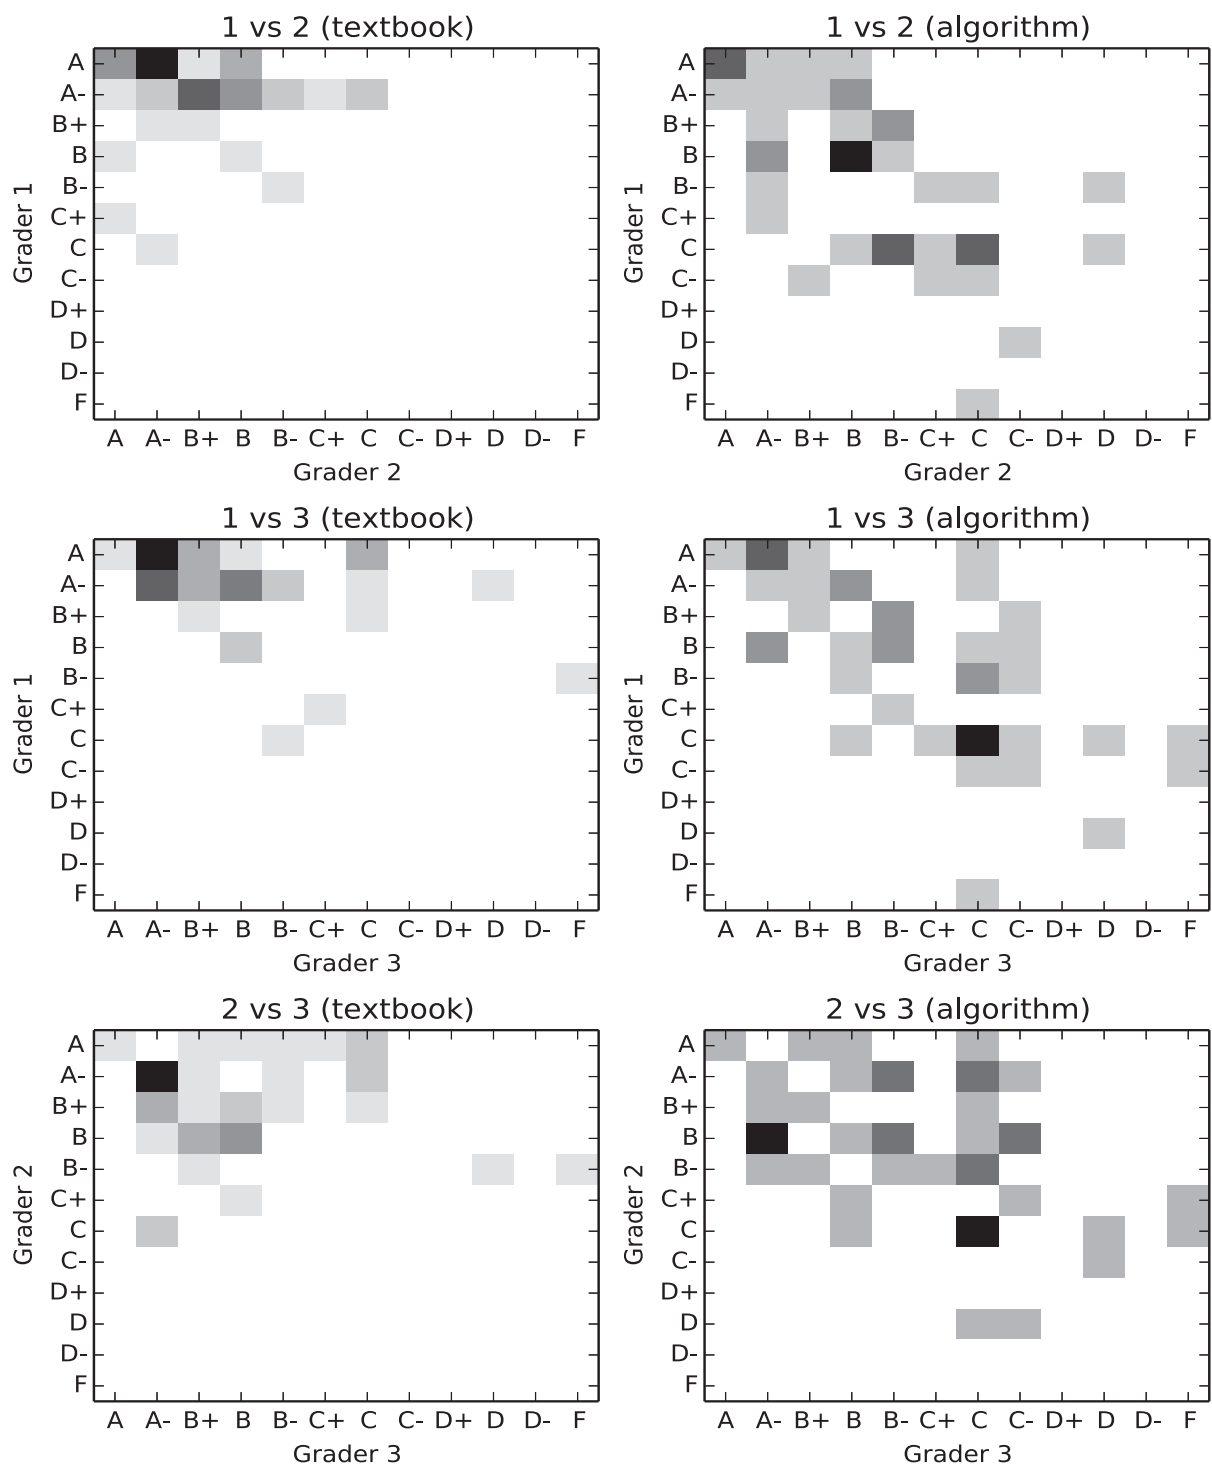 1 vs 2 (textbook)
A
A-
B+
B
B-
C+
C
C-
D+
D
D-
F
Grader 1
A A- B+ B B- C+ C C- D+ D D- F
Grader 2
1 vs 2 (algorithm)
A
A-
B+
B
B-
C+
C
C-
D+
D
D-
F
Grader 1
A A- B+ B B- C+ C C- D+ D D- F
Grader 2
1 vs 3 (textbook)
A
A-
B+
B
B-
C+
C
C-
D+
D
D-
F
Grader 1
A A- B+ B B- C+ C C- D+ D D- F
Grader 3
1 vs 3 (algorithm)
A
A-
B+
B
B-
C+
C
C-
D+
D
D-
F
Grader 1
A A- B+ B B- C+ C C- D+ D D- F
Grader 3
2 vs 3 (textbook)
A
A-
B+
B
B-
C+
C
C-
D+
D
D-
F
Grader 2
A A- B+ B B- C+ C C- D+ D D- F
Grader 3
2 vs 3 (algorithm)
A
A-
B+
B
B-
C+
C
C-
D+
D
D-
F
Grader 2
A A- B+ B B- C+ C C- D+ D D- F
Grader 3